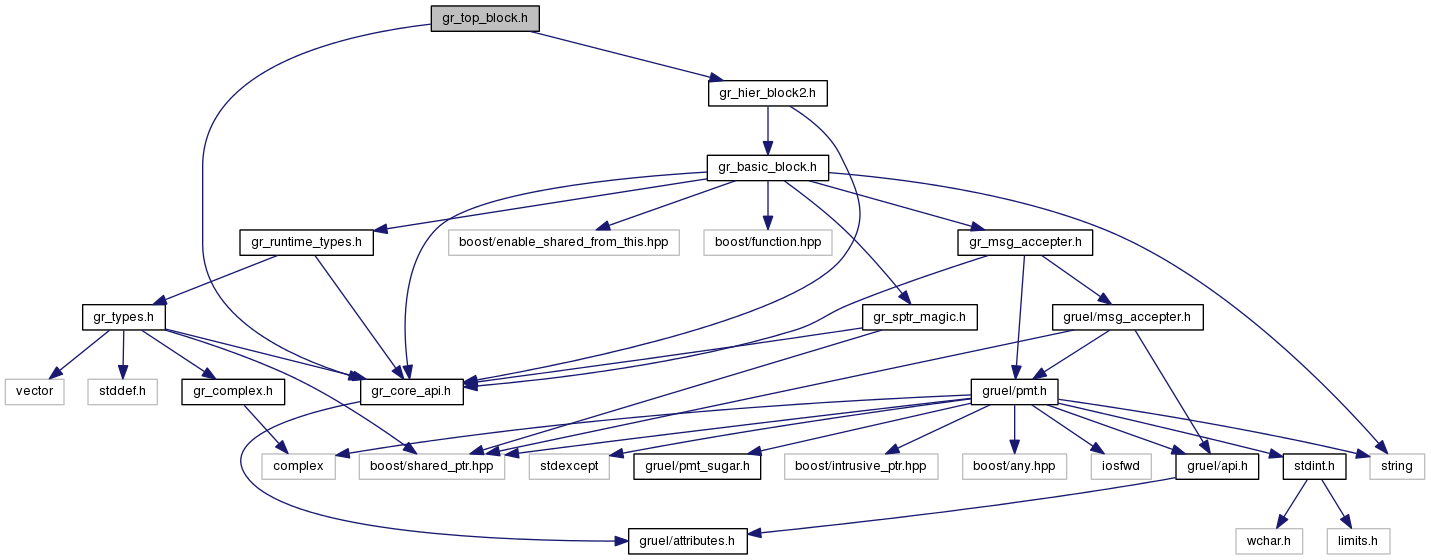 gr_top_block.h
gr_hier_block2.h
gr_basic_block.h
gr_runtime_types.h
boost/enable_shared_from_this.hpp
boost/function.hpp
gr_msg_accepter.h
gr_types.h
gr_sptr_magic.h
gruel/msg_accepter.h
vector
stddef.h
gr_complex.h
gr_core_api.h
gruel/pmt.h
complex
boost/shared_ptr.hpp
stdexcept
gruel/pmt_sugar.h
boost/intrusive_ptr.hpp
boost/any.hpp
iosfwd
gruel/api.h
stdint.h
string
gruel/attributes.h
wchar.h
limits.h